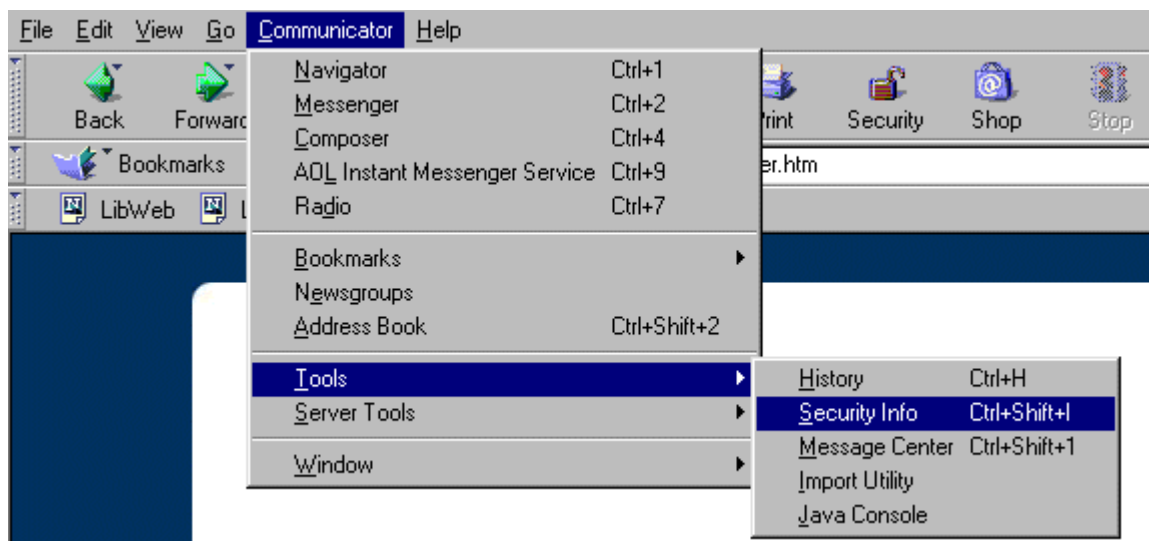 File Edit View Go Communicator Help
Navigator Ctrl+1
Messenger Ctrl+2
Composer Ctrl+4
AOL Instant Messenger Service Ctrl+9
Radio Ctrl+7
Bookmarks
Newsgroups
Address Book Ctrl+Shift+2
Tools
Server Tools
Window
History Ctrl+H
Security Info Ctrl+Shift+I
Message Center Ctrl+Shift+1
Import Utility
Java Console
Back Forward Print Security Shop Stop
Bookmarks er.htm
LibWeb L